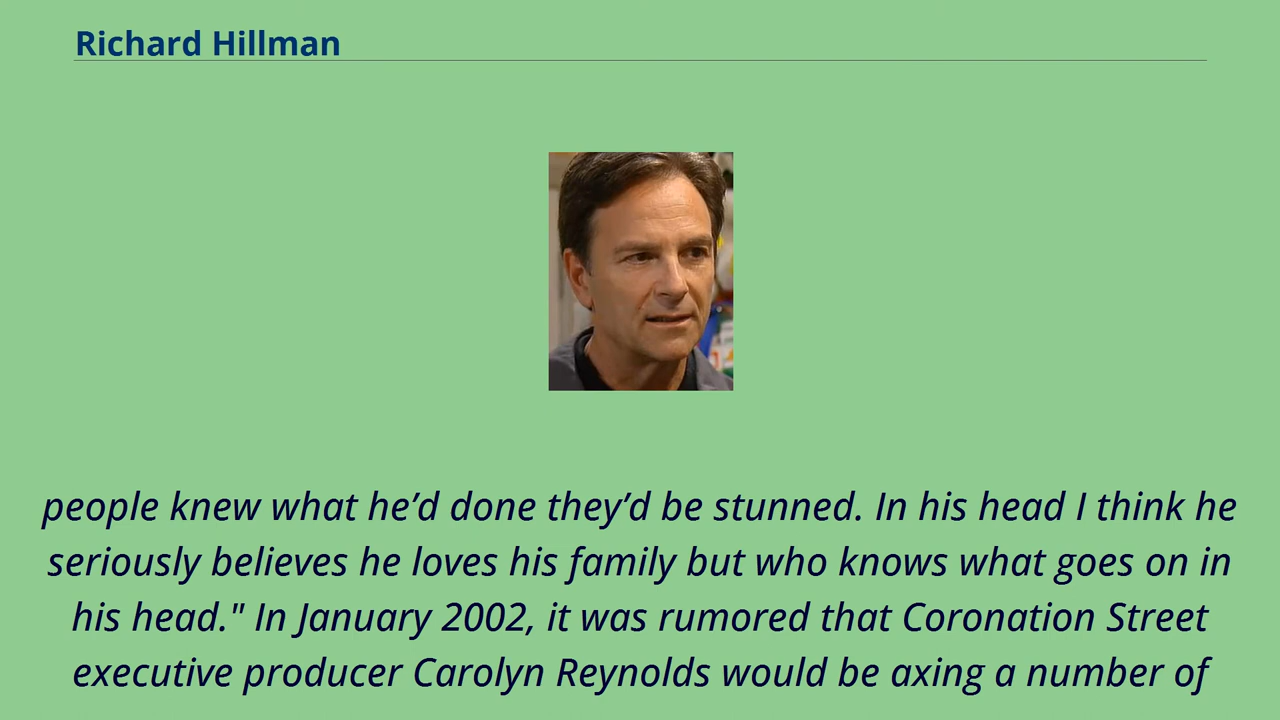 Richard Hillman
people knew what he’d done they’d be stunned. In his head I think he
seriously believes he loves his family but who knows what goes on in
his head." In January 2002, it was rumored that Coronation Street
executive producer Carolyn Reynolds would be axing a number of